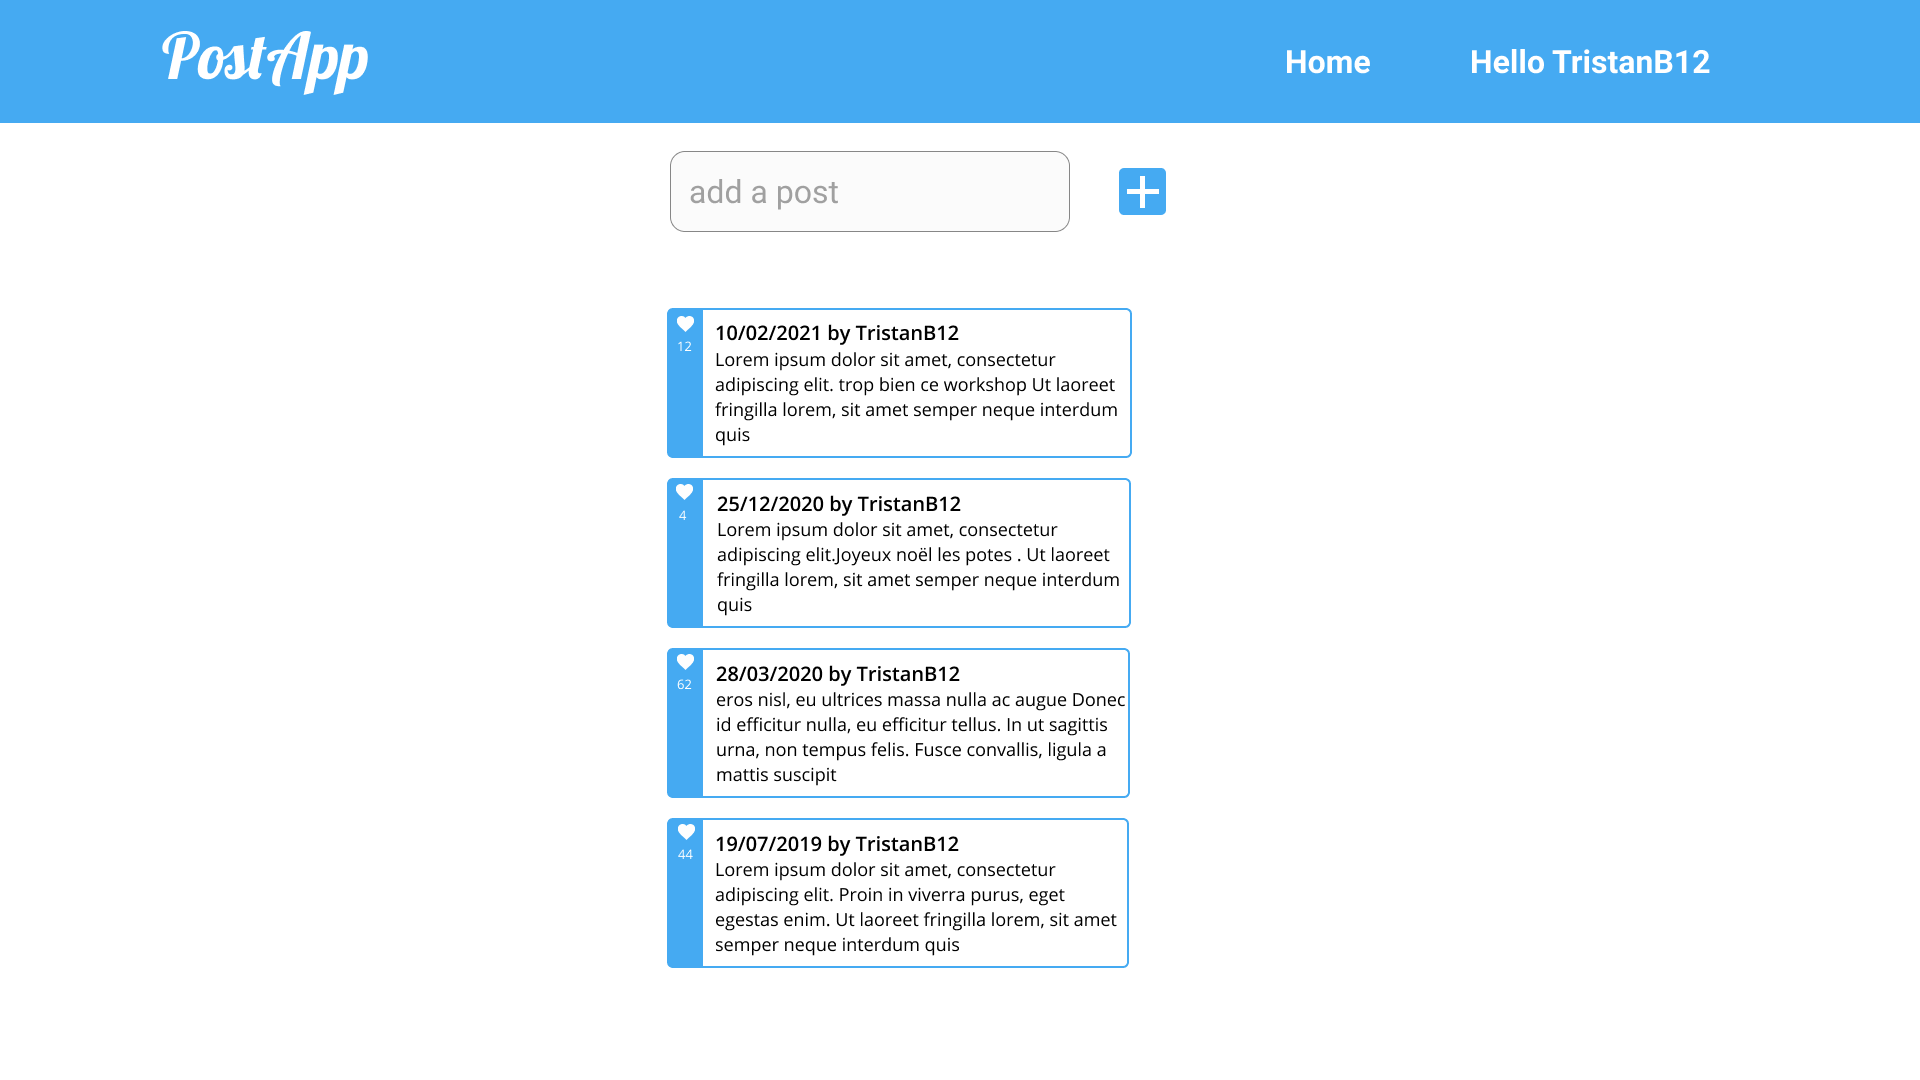 PostApp
Home
Hello TristanB12
add a post
12
10/02/2021 by TristanB12
Lorem ipsum dolor sit amet, consectetur
adipiscing elit. trop bien ce workshop Ut laoreet
fringilla lorem, sit amet semper neque interdum
quis
4
25/12/2020 by TristanB12
Lorem ipsum dolor sit amet, consectetur
adipiscing elit.Joyeux noël les potes . Ut laoreet
fringilla lorem, sit amet semper neque interdum
quis
62
28/03/2020 by TristanB12
eros nisl, eu ultrices massa nulla ac augue Donec
id efficitur nulla, eu efficitur tellus. In ut sagittis
urna, non tempus felis. Fusce convallis, ligula a
mattis suscipit
44
19/07/2019 by TristanB12
Lorem ipsum dolor sit amet, consectetur
adipiscing elit. Proin in viverra purus, eget
egestas enim. Ut laoreet fringilla lorem, sit amet
semper neque interdum quis